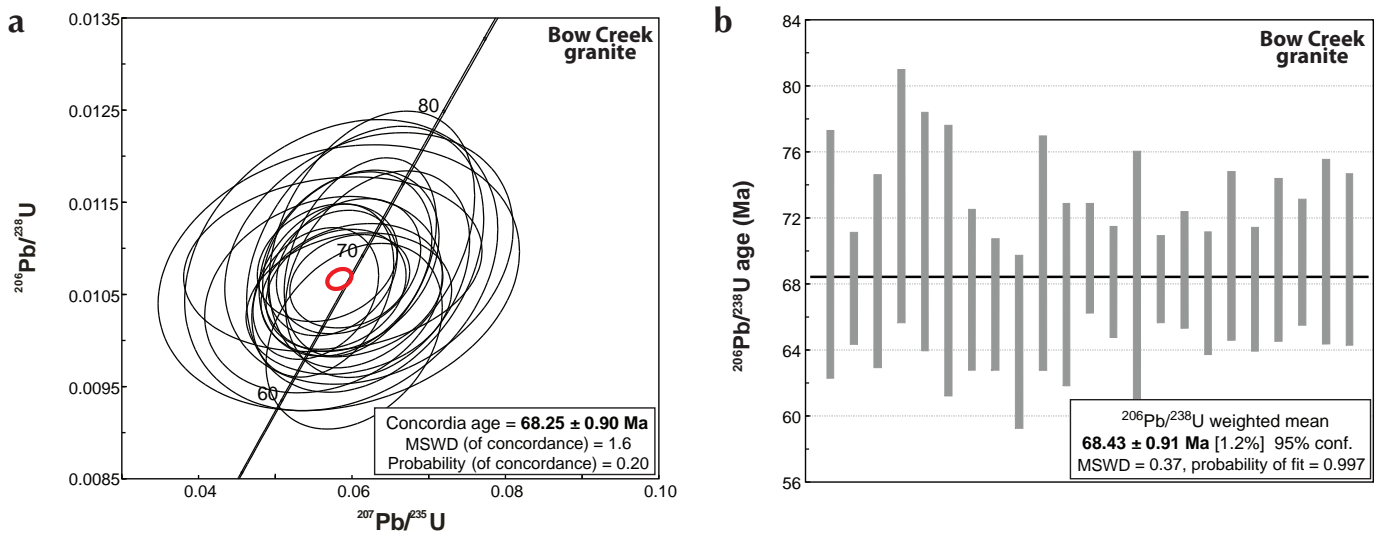 a
Bow Creek
granite
0.0135
0.0125
0.0115
0.0105
0.0095
0.0085
²⁰⁶Pb/²³⁸U
80
70
60
Concordia age = 68.25 ± 0.90 Ma
MSWD (of concordance) = 1.6
Probability (of concordance) = 0.20
0.04
0.06
0.08
0.10
²⁰⁷Pb/²³⁵U
b
Bow Creek
granite
84
80
76
72
68
64
60
56
²⁰⁶Pb/²³⁸U age (Ma)
²⁰⁶Pb/²³⁸U weighted mean
68.43 ± 0.91 Ma [1.2%] 95% conf.
MSWD = 0.37, probability of fit = 0.997